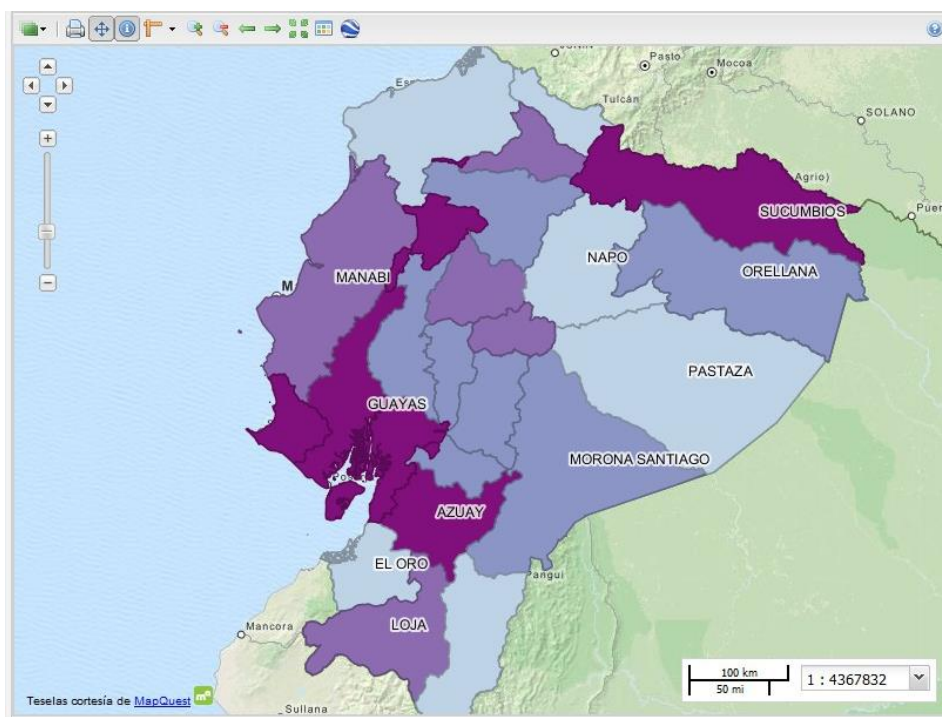 Pasto
Mocoa
Tulcán
SOLANO
Agrio)
SUCUMBIOS
NAPO
ORELLANA
MANABI
M
PASTAZA
GUAYAS
MORONA SANTIAGO
AZUAY
EL ORO
Pangui
LOJA
Mancora
Sullana
100 km
50 mi
1 : 4367832
Teselas cortesía de MapQuest